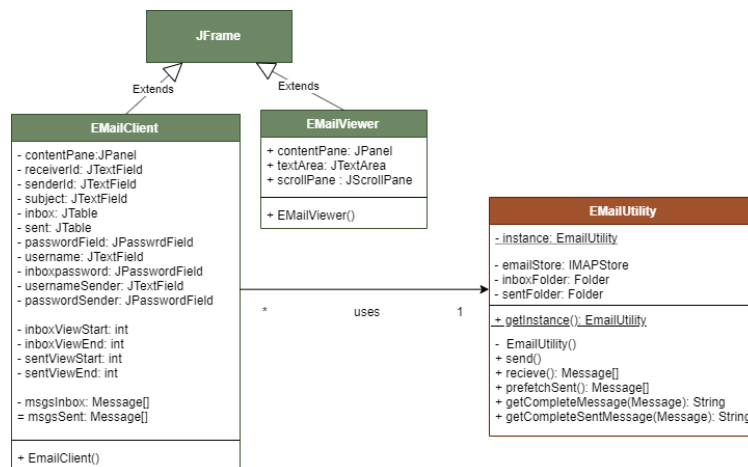 JFrame
Extends
Extends
EMailClient
- contentPane:JPanel
- receiverId: JTextField
- senderId: JTextField
- subject: JTextField
- inbox: JTable
- sent: JTable
- passwordField: JPasswrdField
- username: JTextField
- inboxpassword: JPasswordField
- usernameSender: JTextField
- passwordSender: JPasswordField
- inboxViewStart: int
- inboxViewEnd: int
- sentViewStart: int
- sentViewEnd: int
- msgsInbox: Message[]
= msgsSent: Message[]
+ EmailClient()
EMailViewer
+ contentPane: JPanel
+ textArea: JTextArea
+ scrollPane : JScrollPane
+ EMailViewer()
* uses 1
EMailUtility
- instance: EmailUtility
- emailStore: IMAPStore
- inboxFolder: Folder
- sentFolder: Folder
+ getInstance(): EmailUtility
- EmailUtility()
+ send()
+ recieve(): Message[]
+ prefetchSent(): Message[]
+ getCompleteMessage(Message): String
+ getCompleteSentMessage(Message): String